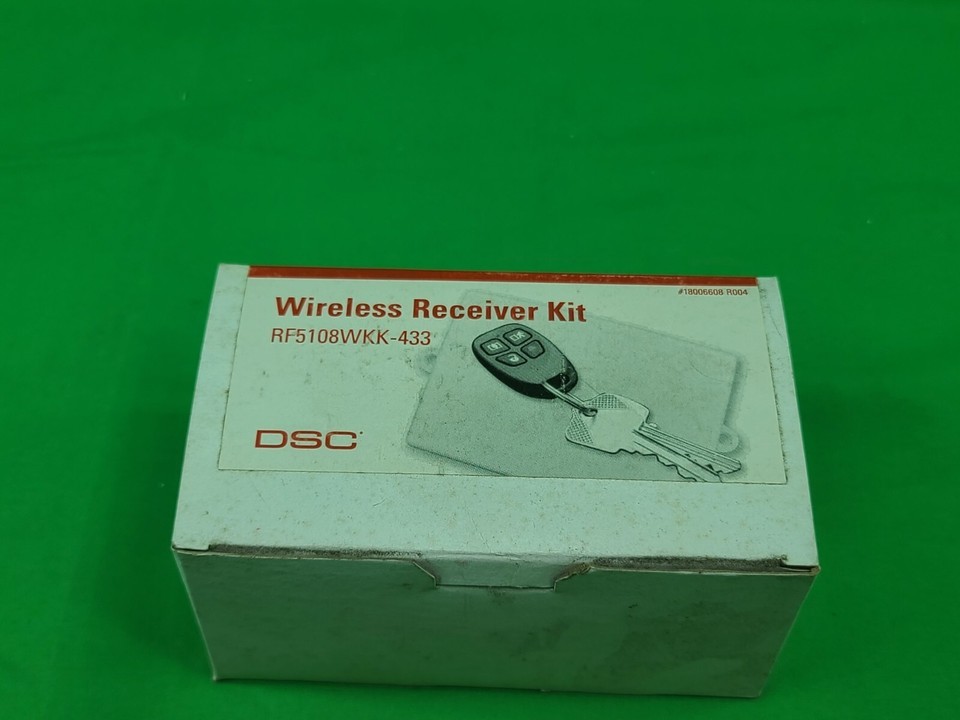 #18006608 R004
Wireless Receiver Kit
RF5108WKK-433
DSC